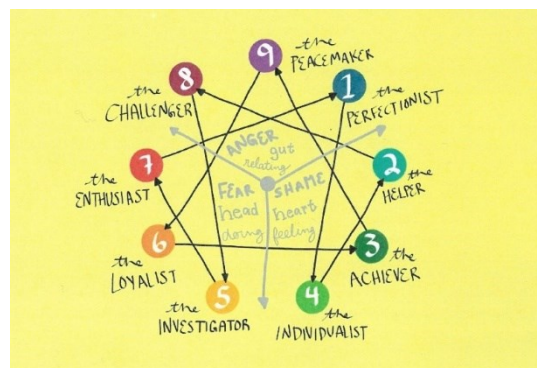 9
the
PEACEMAKER
8
the
CHALLENGER
1
the
PERFECTIONIST
ANGER
gut
relating
7
the
ENTHUSIAST
FEAR
head
doing
SHAME
heart
feeling
2
the
HELPER
6
the
LOYALIST
3
the
ACHIEVER
5
the
INVESTIGATOR
4
the
INDIVIDUALIST